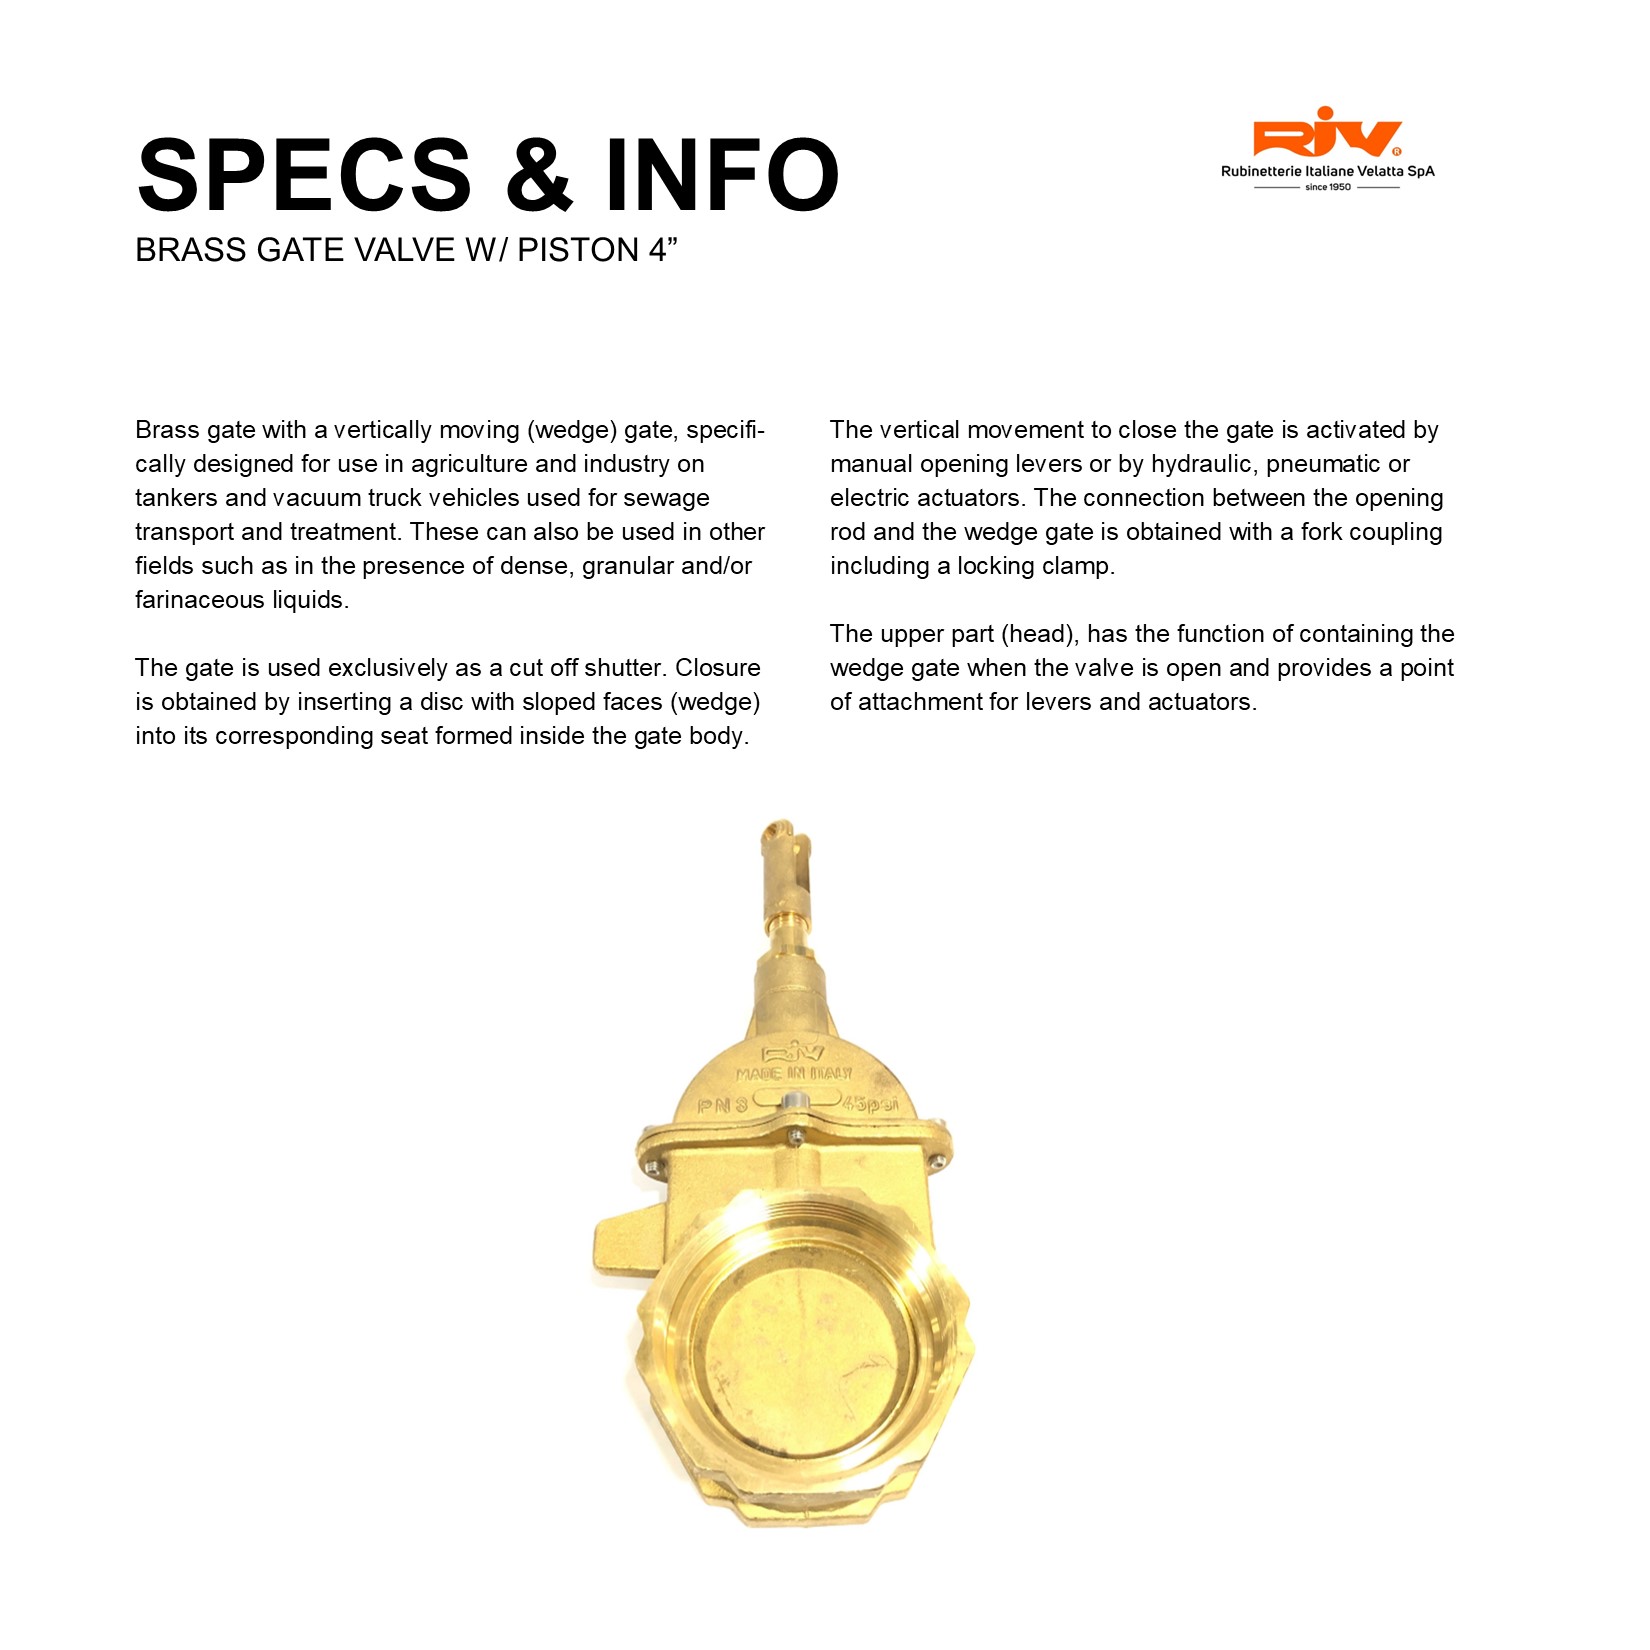 SPECS & INFO
BRASS GATE VALVE W/ PISTON 4”
RIV®
Rubinetterie Italiane Velatta SpA
since 1950
Brass gate with a vertically moving (wedge) gate, specifi-
cally designed for use in agriculture and industry on
tankers and vacuum truck vehicles used for sewage
transport and treatment. These can also be used in other
fields such as in the presence of dense, granular and/or
farinaceous liquids.
The gate is used exclusively as a cut off shutter. Closure
is obtained by inserting a disc with sloped faces (wedge)
into its corresponding seat formed inside the gate body.
The vertical movement to close the gate is activated by
manual opening levers or by hydraulic, pneumatic or
electric actuators. The connection between the opening
rod and the wedge gate is obtained with a fork coupling
including a locking clamp.
The upper part (head), has the function of containing the
wedge gate when the valve is open and provides a point
of attachment for levers and actuators.
RIV
MADE IN ITALY
PN3 45psi